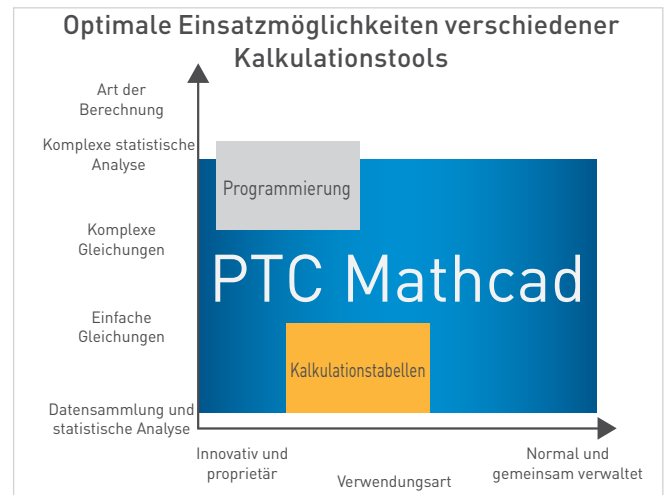 Optimale Einsatzmöglichkeiten verschiedener
Kalkulationstools
Art der
Berechnung
Komplexe statistische
Analyse
Programmierung
Komplexe
Gleichungen
PTC Mathcad
Einfache
Gleichungen
Kalkulationstabellen
Datensammlung und
statistische Analyse
Innovativ und
proprietär
Verwendungsart
Normal und
gemeinsam verwaltet